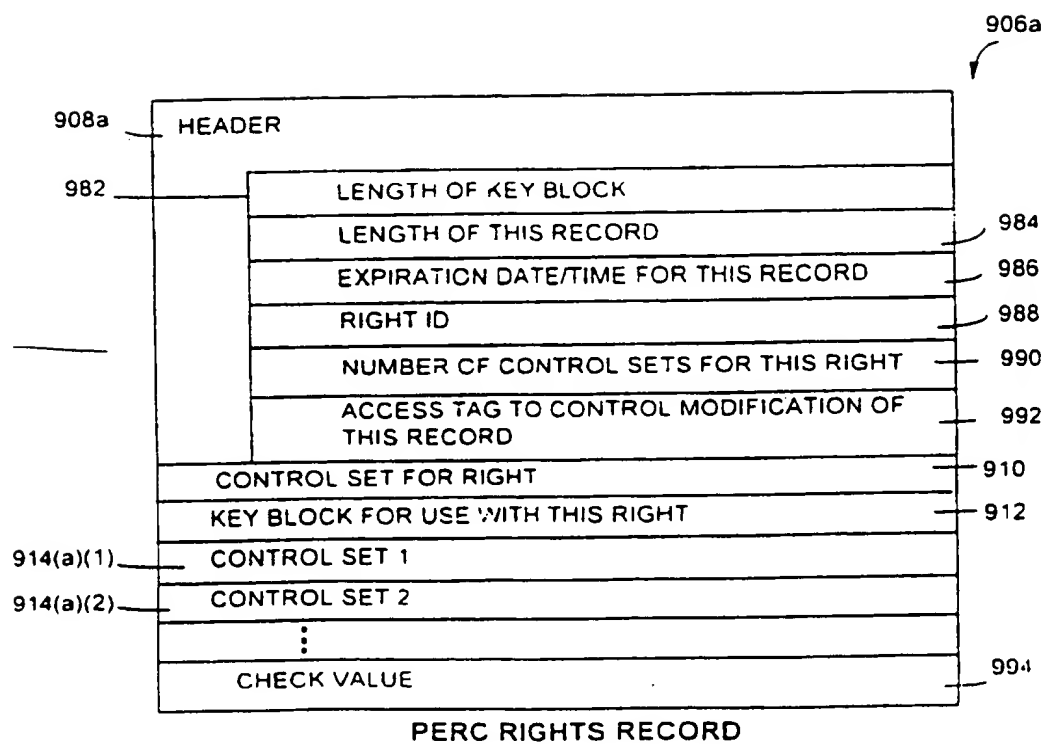 906a
908a
HEADER
982
LENGTH OF KEY BLOCK
LENGTH OF THIS RECORD
984
EXPIRATION DATE/TIME FOR THIS RECORD
986
RIGHT ID
988
NUMBER OF CONTROL SETS FOR THIS RIGHT
990
ACCESS TAG TO CONTROL MODIFICATION OF
THIS RECORD
992
CONTROL SET FOR RIGHT
910
KEY BLOCK FOR USE WITH THIS RIGHT
912
914(a)(1)
CONTROL SET 1
914(a)(2)
CONTROL SET 2
CHECK VALUE
994
PERC RIGHTS RECORD